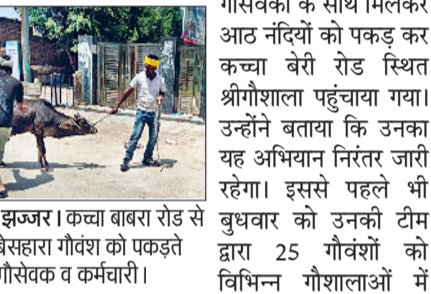 झज्जर। कच्चा बाबरा रोड से
बेसहारा गौवंश को पकड़ते
गौसेवक व कर्मचारी।
गौसेवकों के साथ मिलकर
आठ नंदियों को पकड़ कर
कच्चा बेरी रोड स्थित
श्रीगौशाला पहुंचाया गया।
उन्होंने बताया कि उनका
यह अभियान निरंतर जारी
रहेगा। इससे पहले भी
बुधवार को उनकी टीम
द्वारा 25 गौवंशों को
विभिन्न गौशालाओं में